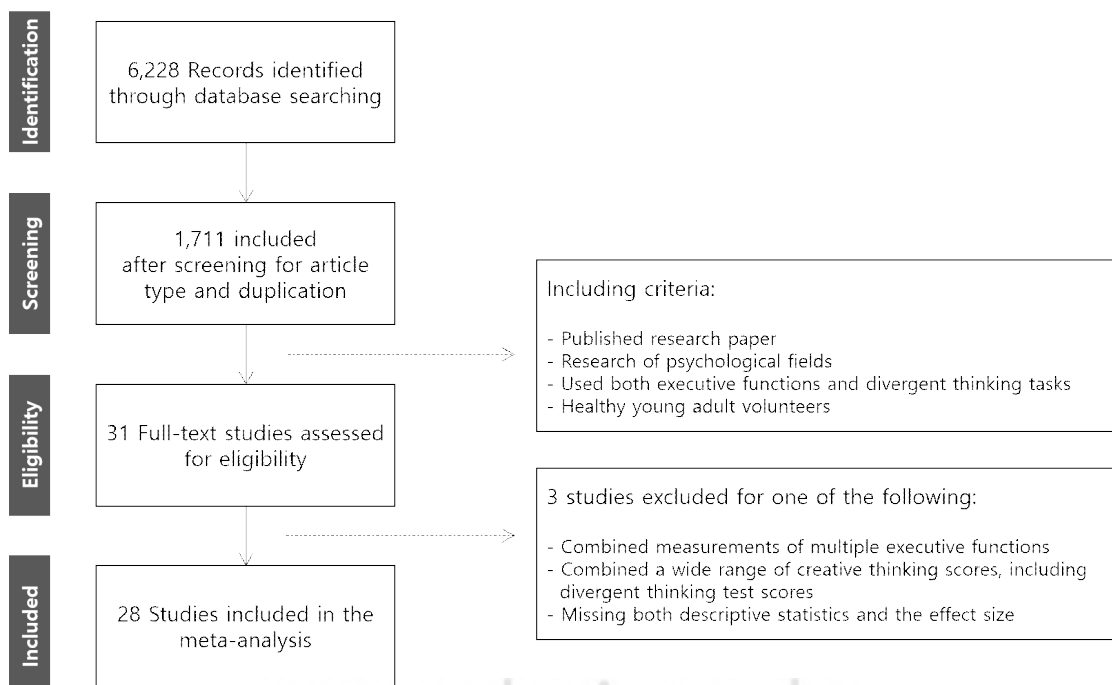 Identification
6,228 Records identified
through database searching
Screening
1,711 included
after screening for article
type and duplication
Including criteria:
- Published research paper
- Research of psychological fields
- Used both executive functions and divergent thinking tasks
- Healthy young adult volunteers
Eligibility
31 Full-text studies assessed
for eligibility
3 studies excluded for one of the following:
- Combined measurements of multiple executive functions
- Combined a wide range of creative thinking scores, including
divergent thinking test scores
- Missing both descriptive statistics and the effect size
Included
28 Studies included in the
meta-analysis